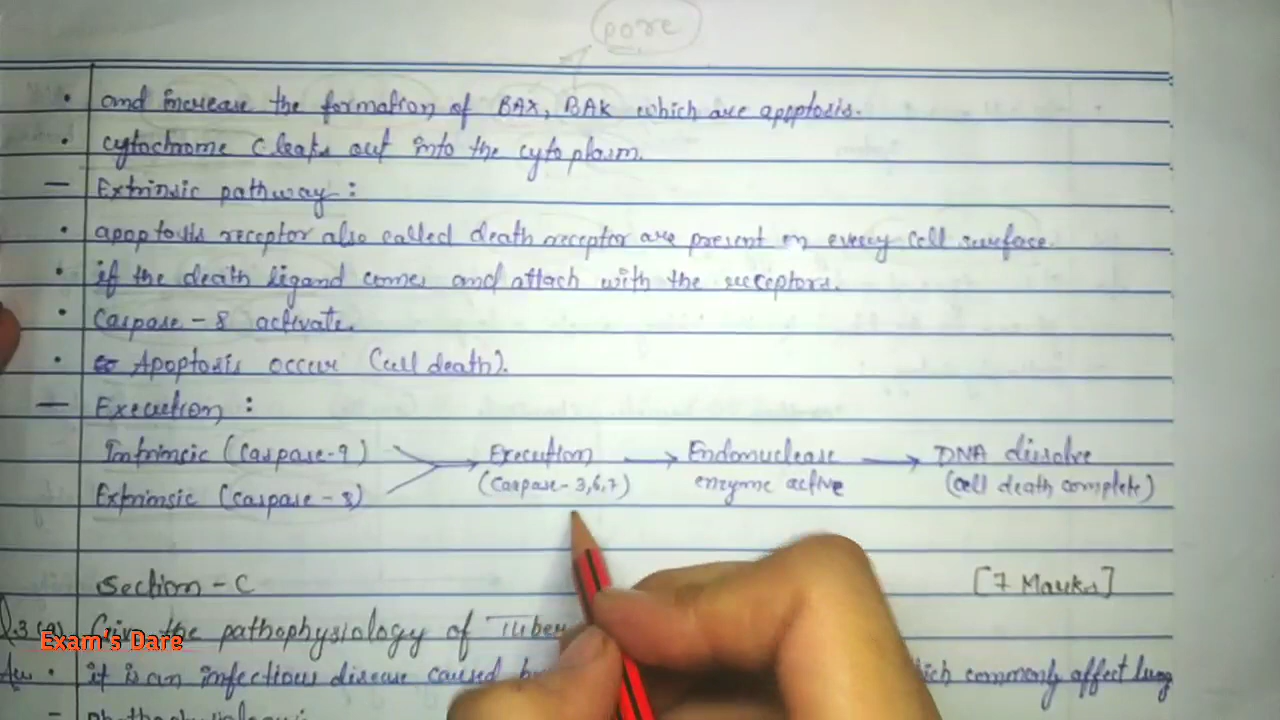 pore
• and increase the formation of BAX, BAK which are apoptosis.
• cytochrome C leaks out into the cytoplasm.
— Extrinsic pathway :
• apoptosis receptor also called death receptor are present on every cell surface.
• if the death ligand comes and attach with the receptors.
• Caspase - 8 activate.
• Apoptosis occur (cell death).
— Execution :
Intrinsic (Caspase-9) → Execution → Endonuclease → DNA dissolve
Extrinsic (caspase - 8) (Caspase-3,6,7) enzyme active (cell death complete)
Section - C [7 Marks]
Q.3 (a) Give the pathophysiology of Tuber
Exam's Dare
Ans • it is an infectious disease caused commonly affect lung